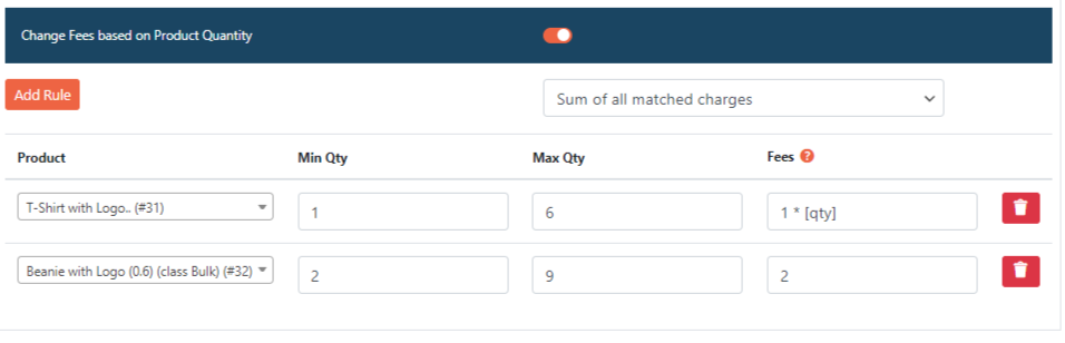 Change Fees based on Product Quantity
Add Rule
Sum of all matched charges
Product Min Qty Max Qty Fees ?
T-Shirt with Logo.. (#31) 1 6 1 * [qty]
Beanie with Logo (0.6) (class Bulk) (#32) 2 9 2